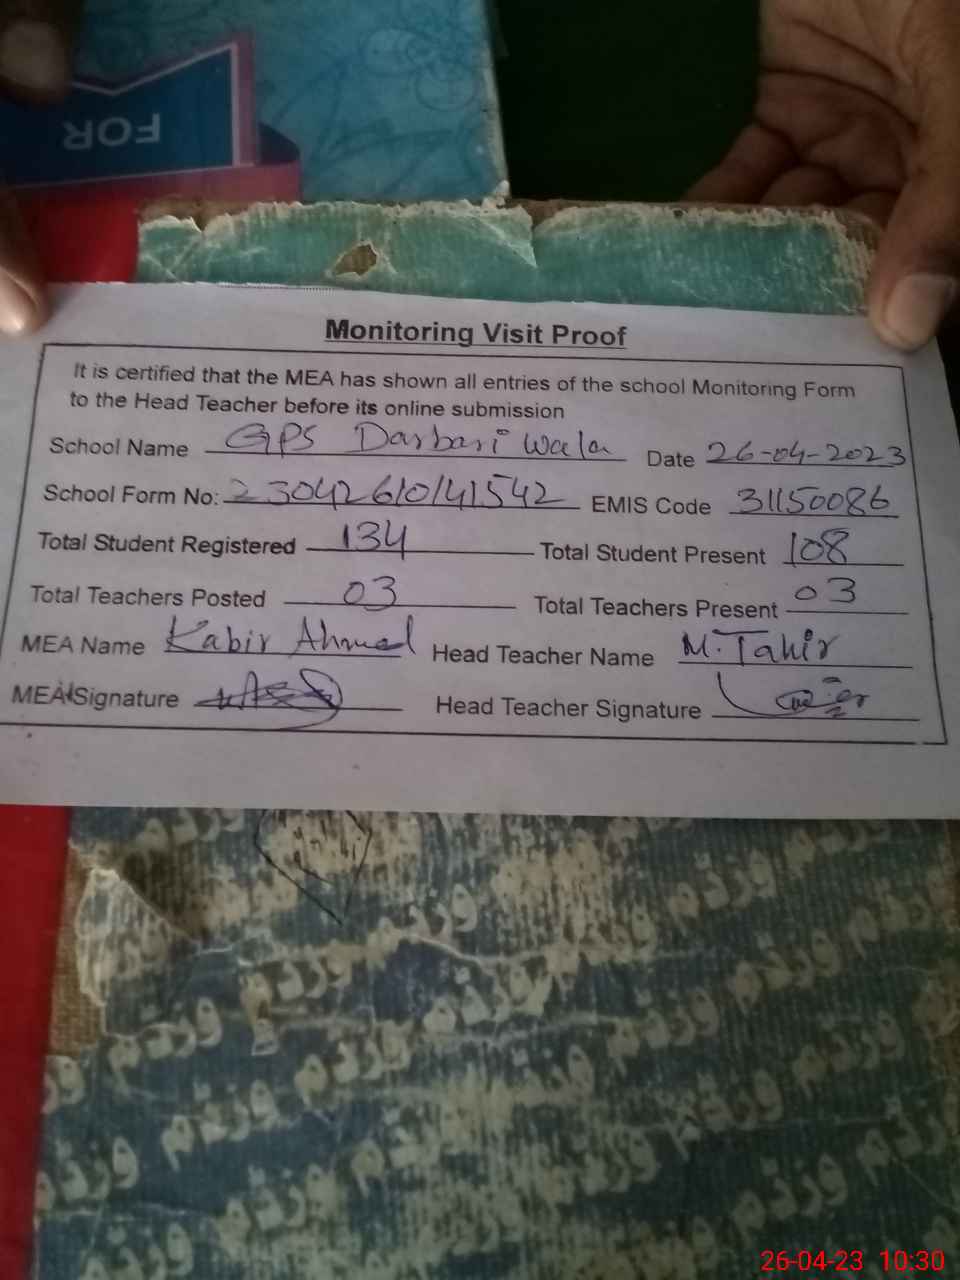 FOR
Monitoring Visit Proof
It is certified that the MEA has shown all entries of the school Monitoring Form
to the Head Teacher before its online submission
School Name GPS Darbari Wala Date 26-04-2023
School Form No: 23042610141542 EMIS Code 31150086
Total Student Registered 134 Total Student Present 108
Total Teachers Posted 03 Total Teachers Present 03
MEA Name Kabir Ahmed Head Teacher Name M. Tahir
MEA Signature Head Teacher Signature
26-04-23 10:30